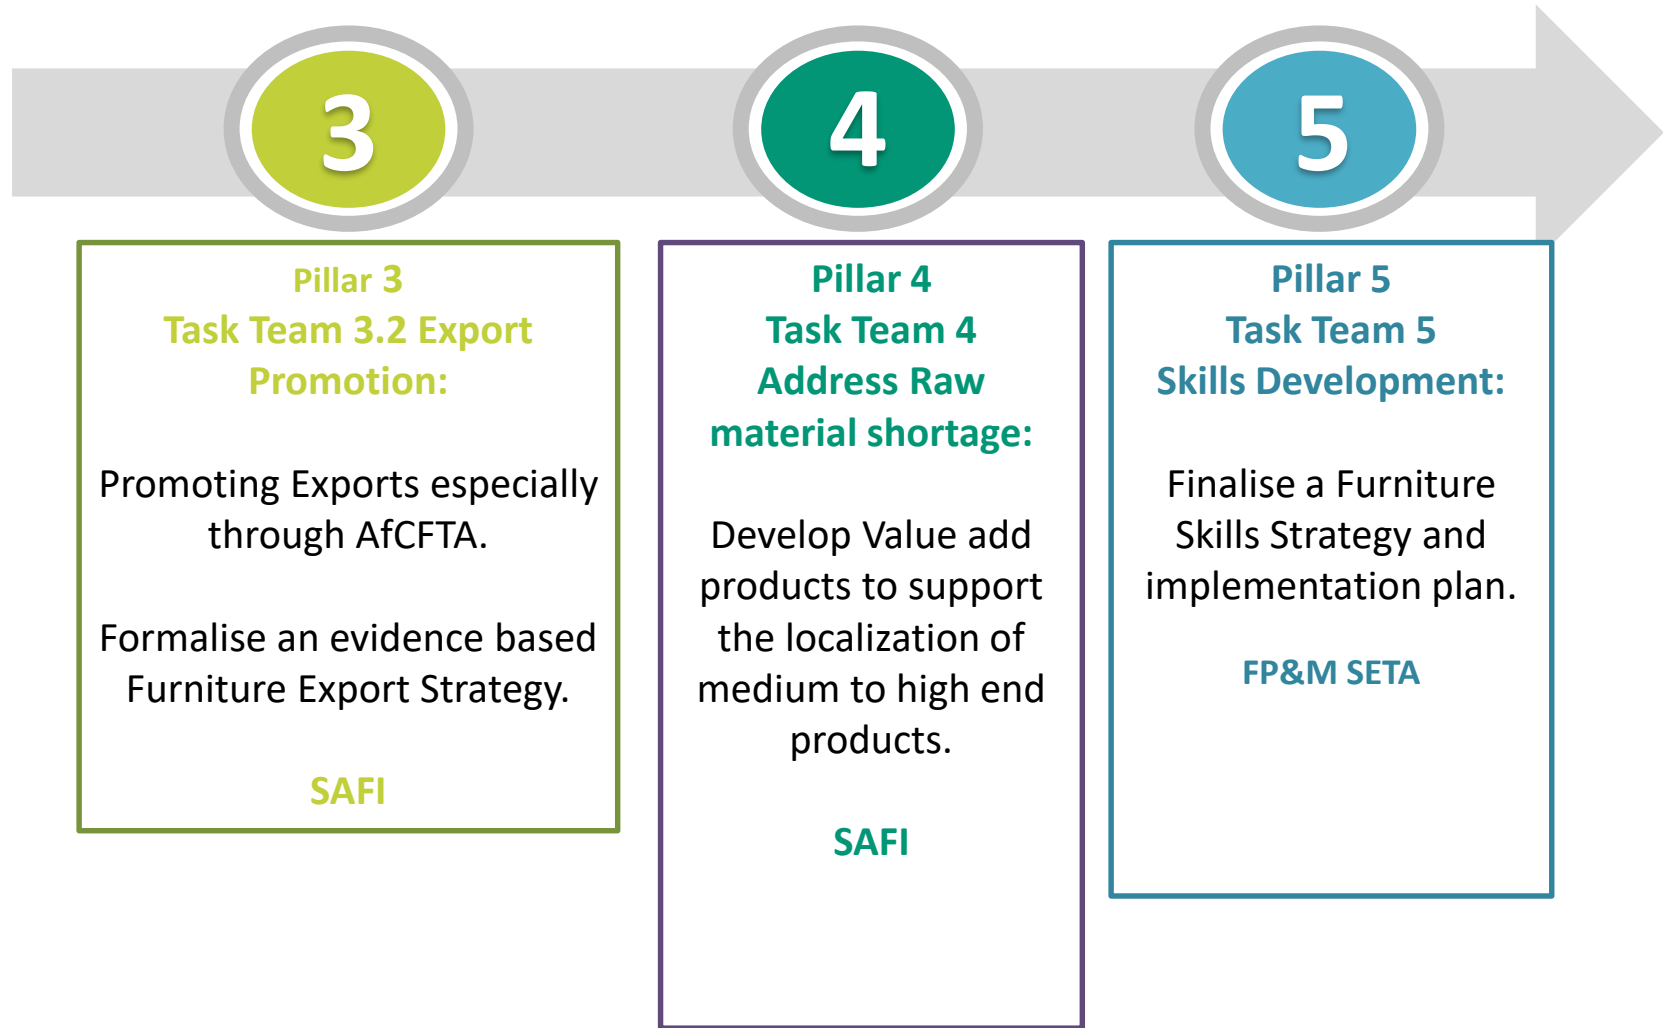 3
4
5
Pillar 3
Task Team 3.2 Export
Promotion:
Promoting Exports especially
through AfCFTA.
Formalise an evidence based
Furniture Export Strategy.
SAFI
Pillar 4
Task Team 4
Address Raw
material shortage:
Develop Value add
products to support
the localization of
medium to high end
products.
SAFI
Pillar 5
Task Team 5
Skills Development:
Finalise a Furniture
Skills Strategy and
implementation plan.
FP&M SETA